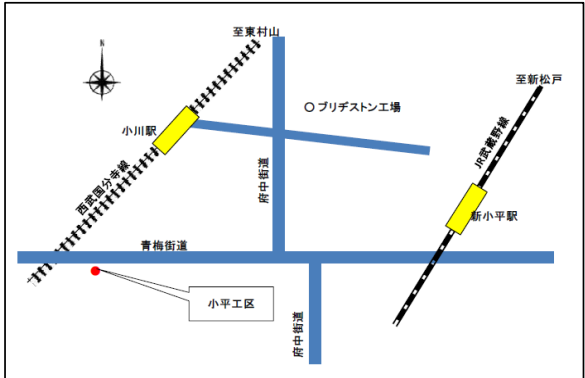 至東村山
N
至新松戸
ブリヂストン工場
小川駅
JR武蔵野線
西武国分寺線
府中街道
新小平駅
青梅街道
小平工区
府中街道